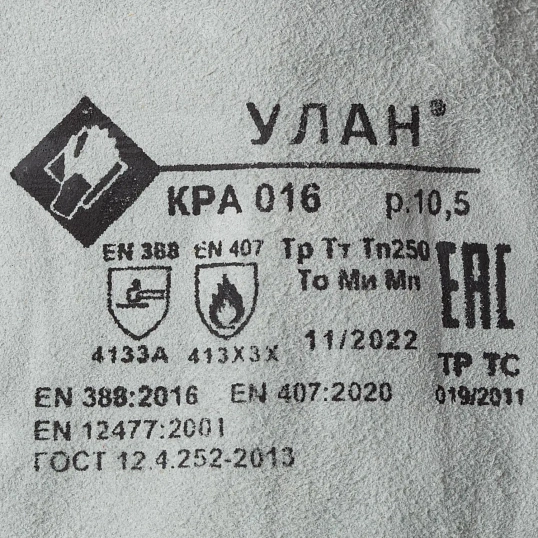 УЛАН®
КРА 016 р.10,5
EN 388 EN 407 Тр Тт Тп250
То Ми Мп
EAC
4133A 413X3X 11/2022
ТР ТС
019/2011
EN 388:2016 EN 407:2020
EN 12477:2001
ГОСТ 12.4.252-2013